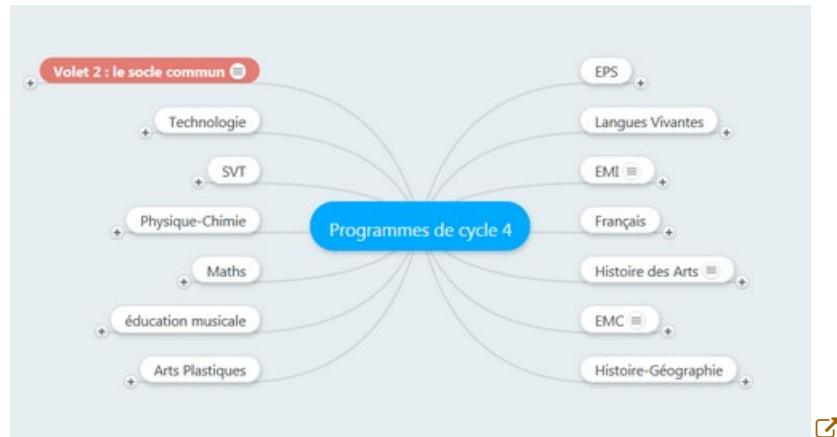 Volet 2 : le socle commun
Technologie
SVT
Physique-Chimie
Maths
éducation musicale
Arts Plastiques
Programmes de cycle 4
EPS
Langues Vivantes
EMI
Français
Histoire des Arts
EMC
Histoire-Géographie